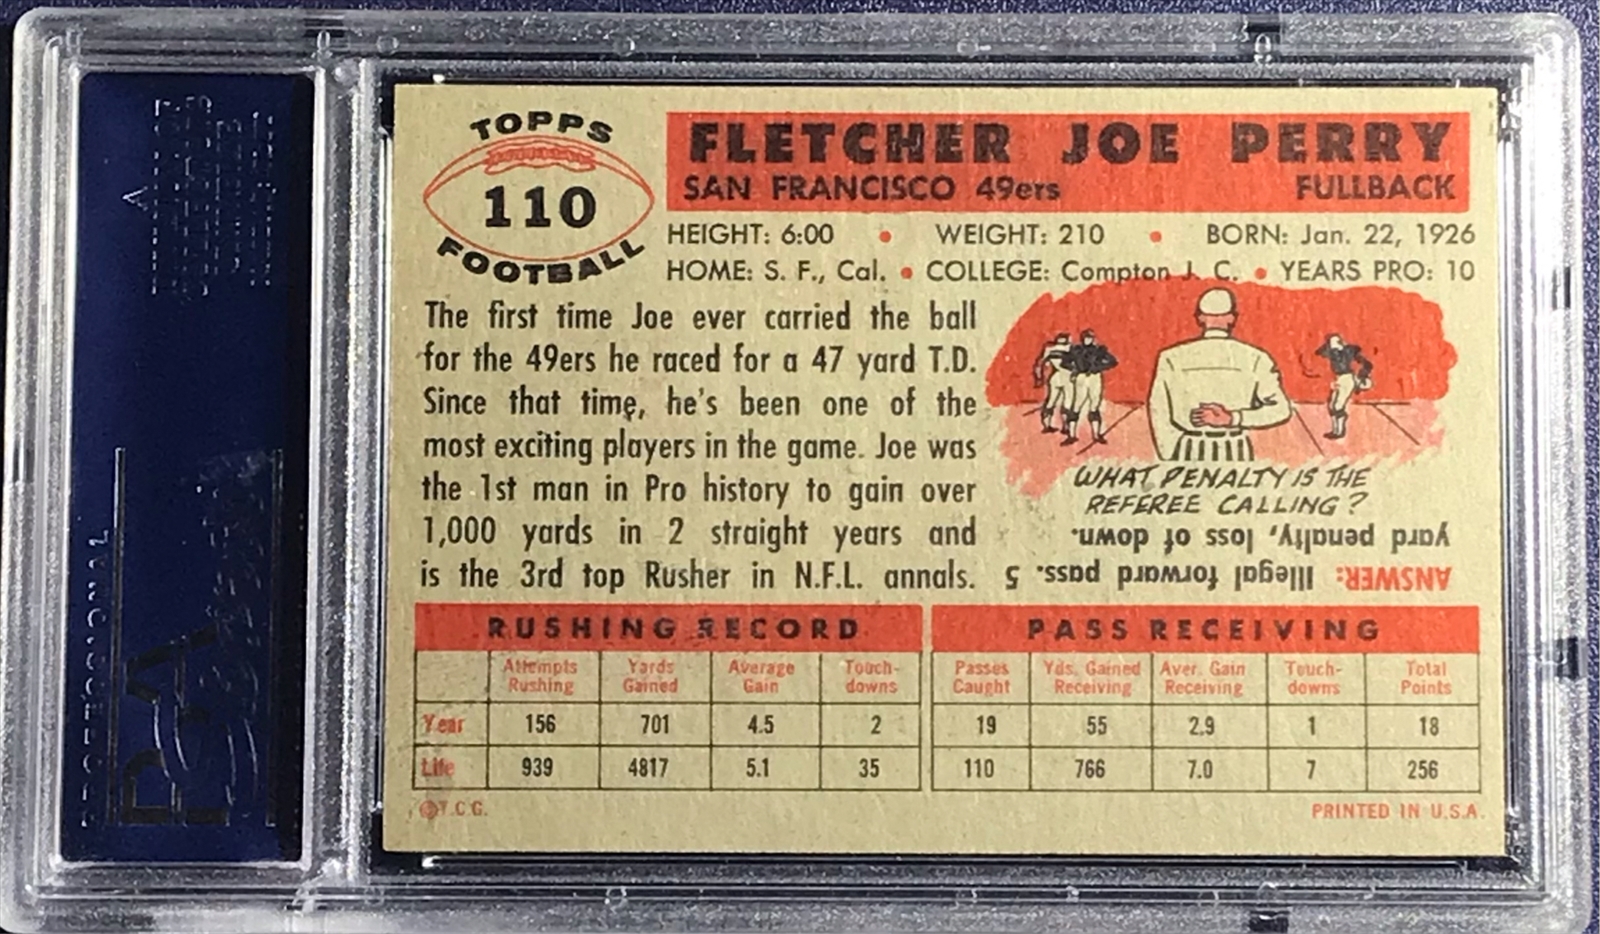 TOPPS
110
FOOTBALL
FLETCHER JOE PERRY
SAN FRANCISCO 49ers FULLBACK
HEIGHT: 6:00 • WEIGHT: 210 • BORN: Jan. 22, 1926
HOME: S. F., Cal. • COLLEGE: Compton J. C. • YEARS PRO: 10
The first time Joe ever carried the ball
for the 49ers he raced for a 47 yard T.D.
Since that time, he's been one of the
most exciting players in the game. Joe was
the 1st man in Pro history to gain over
1,000 yards in 2 straight years and
is the 3rd top Rusher in N.F.L. annals.
WHAT PENALTY IS THE
REFEREE CALLING?
ANSWER: Illegal forward pass. 5
yard penalty, loss of down.
RUSHING RECORD
Attempts Rushing Yards Gained Average Gain Touch-downs
Year 156 701 4.5 2
Life 939 4817 5.1 35
PASS RECEIVING
Passes Caught Yds. Gained Receiving Aver. Gain Receiving Touch-downs Total Points
19 55 2.9 1 18
110 766 7.0 7 256
©T.C.G. PRINTED IN U.S.A.
PSA